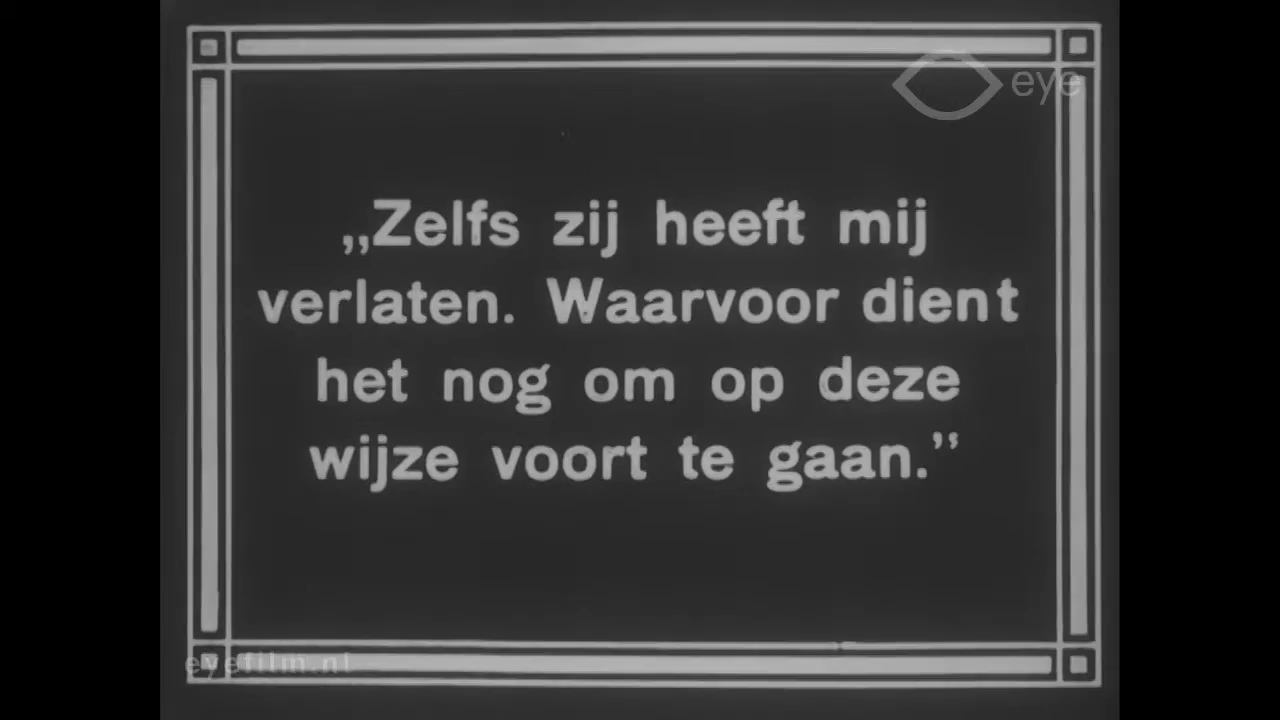 eye
„Zelfs zij heeft mij
verlaten. Waarvoor dient
het nog om op deze
wijze voort te gaan.”
eyefilm.nl